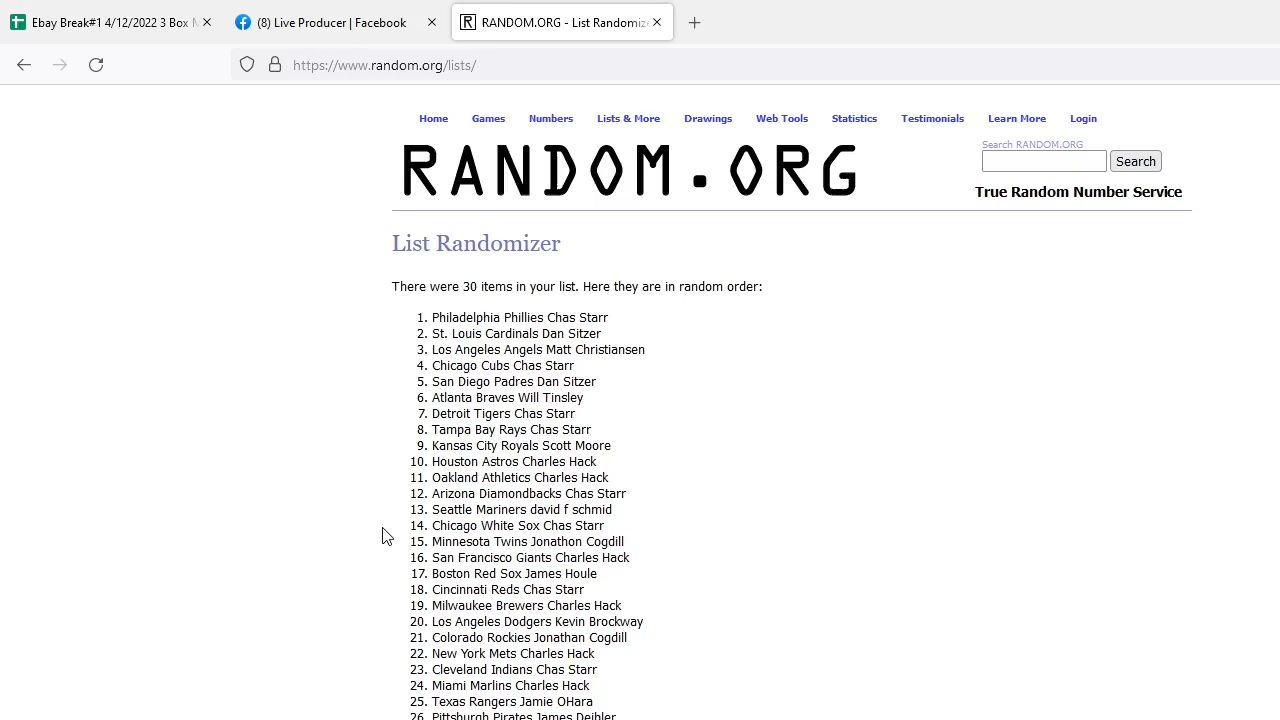 Ebay Break#1 4/12/2022 3 Box
(8) Live Producer | Facebook
RANDOM.ORG - List Randomize
https://www.random.org/lists/
Home Games Numbers Lists & More Drawings Web Tools Statistics Testimonials Learn More Login
Search RANDOM.ORG
RANDOM.ORG
Search
True Random Number Service
List Randomizer
There were 30 items in your list. Here they are in random order:
1. Philadelphia Phillies Chas Starr
2. St. Louis Cardinals Dan Sitzer
3. Los Angeles Angels Matt Christiansen
4. Chicago Cubs Chas Starr
5. San Diego Padres Dan Sitzer
6. Atlanta Braves Will Tinsley
7. Detroit Tigers Chas Starr
8. Tampa Bay Rays Chas Starr
9. Kansas City Royals Scott Moore
10. Houston Astros Charles Hack
11. Oakland Athletics Charles Hack
12. Arizona Diamondbacks Chas Starr
13. Seattle Mariners david f schmid
14. Chicago White Sox Chas Starr
15. Minnesota Twins Jonathon Cogdill
16. San Francisco Giants Charles Hack
17. Boston Red Sox James Houle
18. Cincinnati Reds Chas Starr
19. Milwaukee Brewers Charles Hack
20. Los Angeles Dodgers Kevin Brockway
21. Colorado Rockies Jonathan Cogdill
22. New York Mets Charles Hack
23. Cleveland Indians Chas Starr
24. Miami Marlins Charles Hack
25. Texas Rangers Jamie OHara
26. Pittsburgh Pirates James Deibler